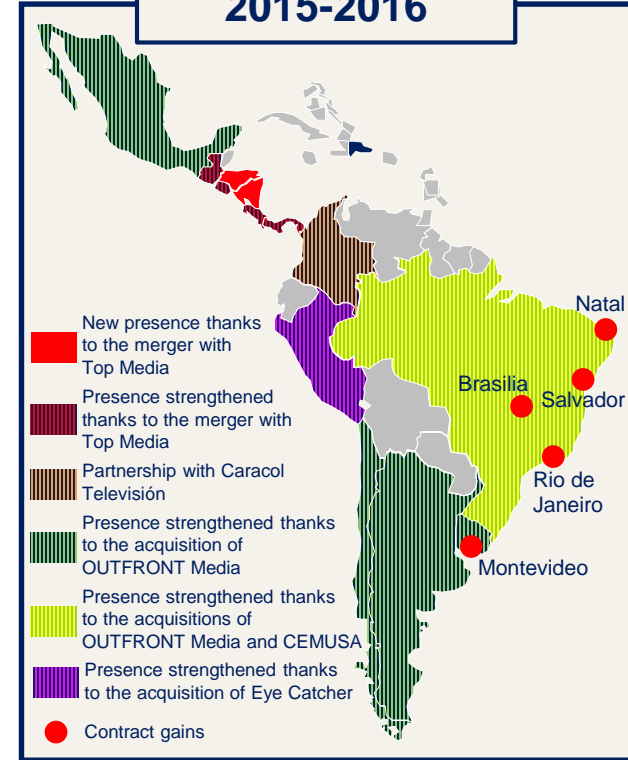 2015-2016
Natal
Brasilia
Salvador
Rio de
Janeiro
Montevideo
New presence thanks
to the merger with
Top Media
Presence strengthened
thanks to the merger with
Top Media
Partnership with Caracol
Televisión
Presence strengthened thanks
to the acquisition of
OUTFRONT Media
Presence strengthened thanks
to the acquisitions of
OUTFRONT Media and CEMUSA
Presence strengthened thanks
to the acquisition of Eye Catcher
Contract gains